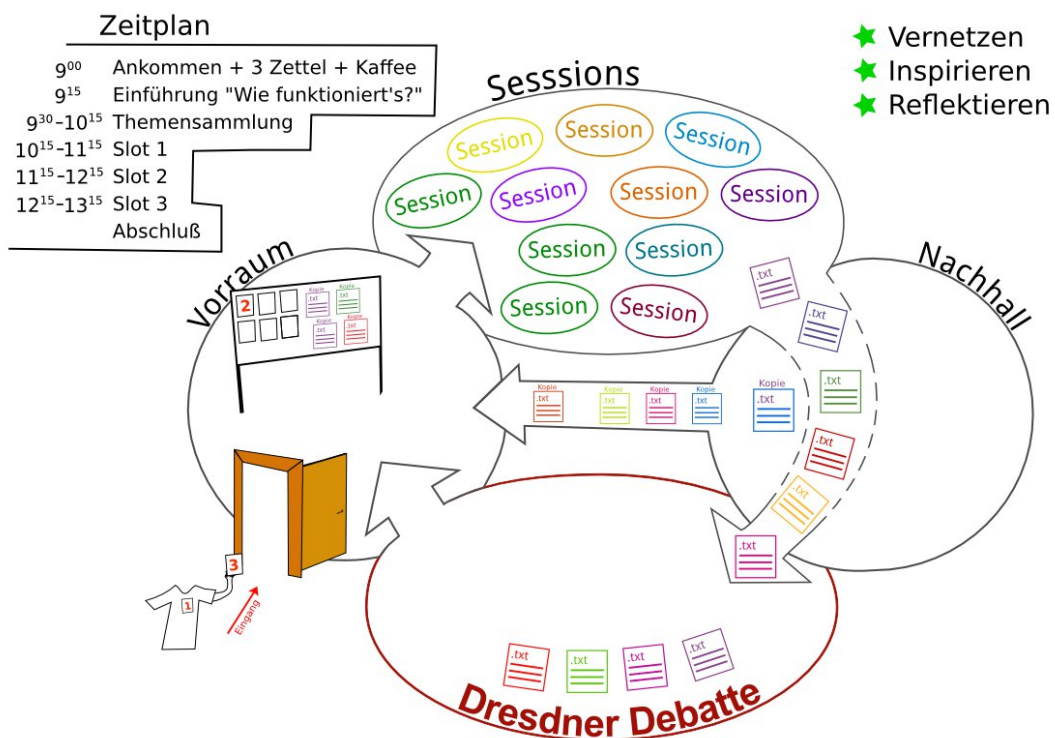 Zeitplan
9⁰⁰ Ankommen + 3 Zettel + Kaffee
9¹⁵ Einführung "Wie funktioniert's?"
9³⁰-10¹⁵ Themensammlung
10¹⁵-11¹⁵ Slot 1
11¹⁵-12¹⁵ Slot 2
12¹⁵-13¹⁵ Slot 3
Abschluß
Vernetzen
Inspirieren
Reflektieren
Sesssions
Session
Session
Session
Session
Session
Session
Session
Session
Session
Session
Session
Vorraum
2
Kopie
.txt
Kopie
.txt
Kopie
.txt
Kopie
.txt
Nachhall
.txt
.txt
.txt
.txt
.txt
.txt
Kopie
.txt
Kopie
.txt
Kopie
.txt
Kopie
.txt
Kopie
.txt
3
1
Eingang
.txt
.txt
.txt
.txt
Dresdner Debatte